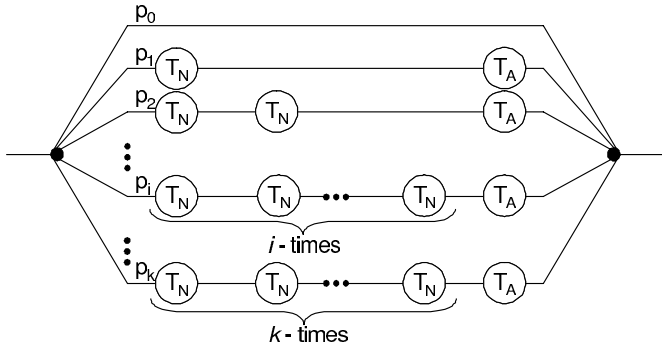 p0
p1 TN TA
p2 TN TN TA
pi TN TN TN TA
i - times
pk TN TN TN TA
k - times